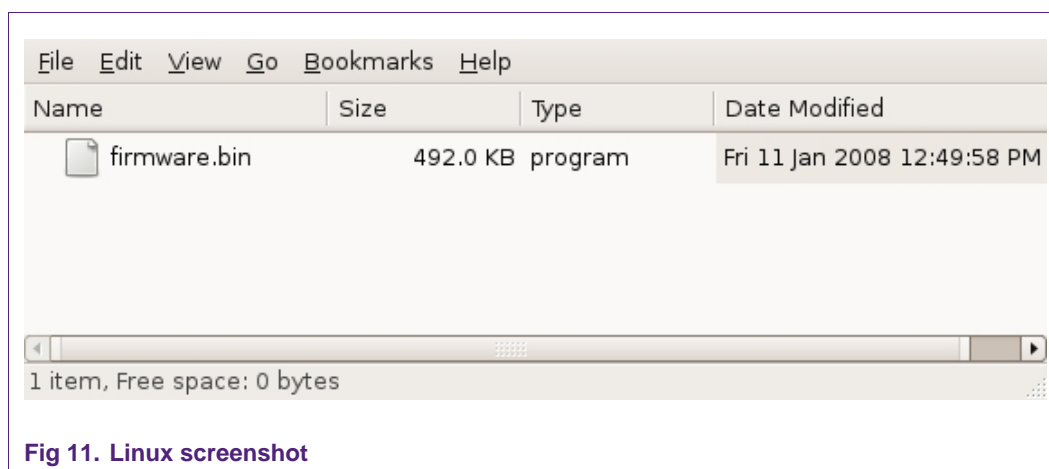 File Edit View Go Bookmarks Help
Name Size Type Date Modified
firmware.bin 492.0 KB program Fri 11 Jan 2008 12:49:58 PM
1 item, Free space: 0 bytes
Fig 11. Linux screenshot